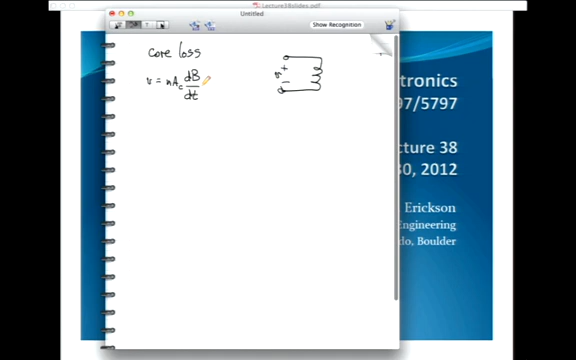 Lecture38slides.pdf
Untitled
Show Recognition
core loss
v = nA_c dB/dt
v + −
ctronics
97/5797
cture 38
30, 2012
Erickson
Engineering
do, Boulder